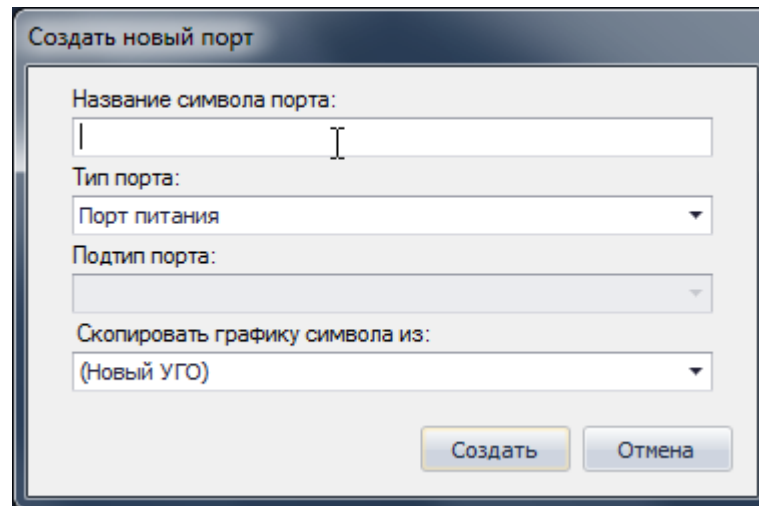 Создать новый порт
Название символа порта:
Тип порта:
Порт питания
Подтип порта:
Скопировать графику символа из:
(Новый УГО)
Создать Отмена